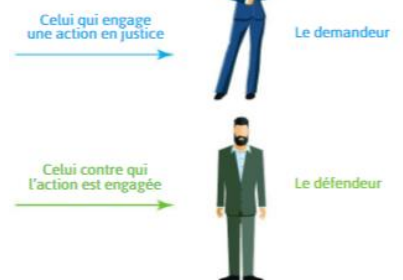 Celui qui engage
une action en justice
Le demandeur
Celui contre qui
l'action est engagée
Le défendeur